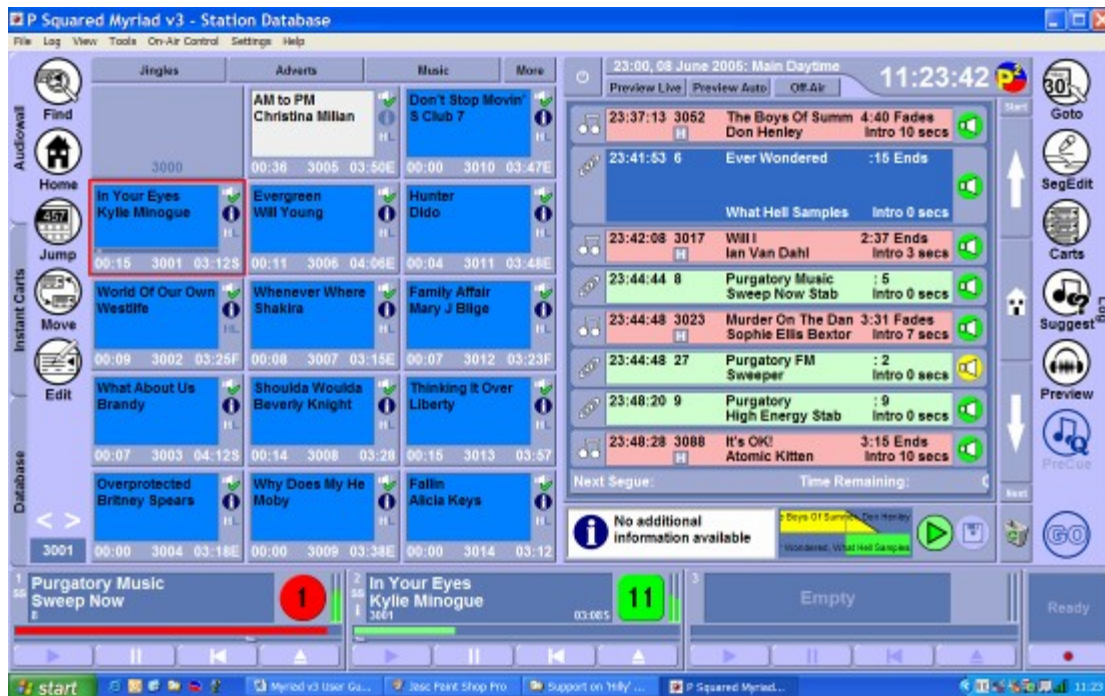 P Squared Myriad v3 - Station Database
File Log View Tools On-Air Control Settings Help
Audiowall
Instant Carts
Database
Find
Home
457
Jump
Move
Edit
< >
3001
Jingles Adverts Music More
3000
AM to PM
Christina Milian
00:36 3005 03:50E
Don't Stop Movin'
S Club 7
00:00 3010 03:47E
In Your Eyes
Kylie Minogue
00:15 3001 03:12S
Evergreen
Will Young
00:11 3006 04:06E
Hunter
Dido
00:04 3011 03:48E
World Of Our Own
Westlife
00:09 3002 03:25F
Whenever Where
Shakira
00:08 3007 03:15E
Family Affair
Mary J Blige
00:07 3012 03:23F
What About Us
Brandy
00:07 3003 04:12S
Shoulda Woulda
Beverly Knight
00:14 3008 03:28
Thinking It Over
Liberty
00:15 3013 03:57
Overprotected
Britney Spears
00:00 3004 03:18E
Why Does My He
Moby
00:00 3009 03:38E
Fallin
Alicia Keys
00:00 3014 03:12
23:00, 08 June 2005: Main Daytime
11:23:42
Preview Live Preview Auto Off-Air
23:37:13 3052 The Boys Of Summ 4:40 Fades
H Don Henley Intro 10 secs
23:41:53 6 Ever Wondered :15 Ends
What Hell Samples Intro 0 secs
23:42:08 3017 Will I 2:37 Ends
H Ian Van Dahl Intro 3 secs
23:44:44 8 Purgatory Music : 5
Sweep Now Stab Intro 0 secs
23:44:48 3023 Murder On The Dan 3:31 Fades
H Sophie Ellis Bextor Intro 7 secs
23:44:48 27 Purgatory FM : 2
Sweeper Intro 0 secs
23:48:20 9 Purgatory : 9
High Energy Stab Intro 0 secs
23:48:28 3088 It's OK! 3:15 Ends
H Atomic Kitten Intro 10 secs
Next Segue: Time Remaining:
No additional
information available
Start
Next
Goto
SegEdit
Carts
Log
Suggest
Preview
PreCue
GO
1
SS
Purgatory Music
Sweep Now
8
1
2
SS
In Your Eyes
Kylie Minogue
3001
03:08S
11
3
Empty
Ready
start
Myriad v3 User Gu...
Jasc Paint Shop Pro
Support on 'Hilly' ...
P Squared Myriad...
11:23